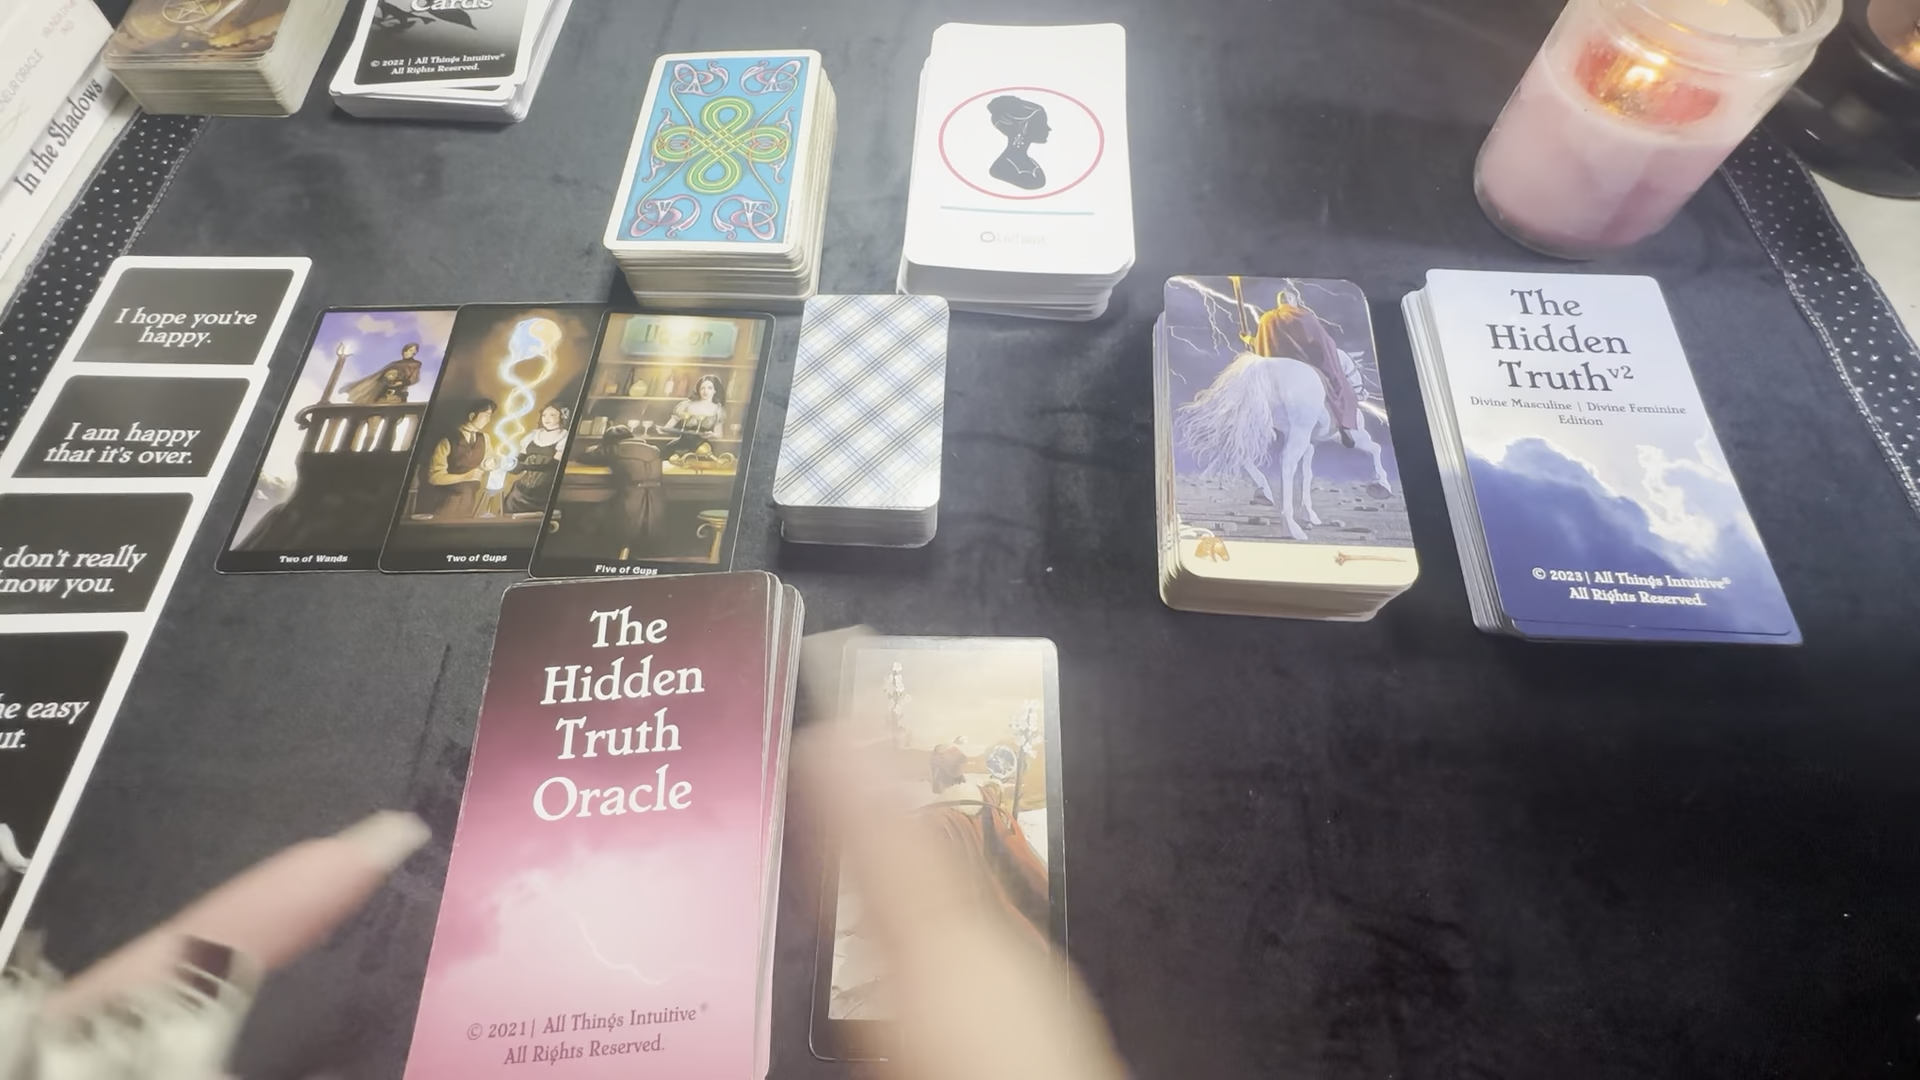 Cards
© 2022 | All Things Intuitive®
All Rights Reserved.
In the Shadows
I hope you're
happy.
I am happy
that it's over.
don't really
know you.
easy
Two of Wands
Two of Cups
Five of Cups
The
Hidden
Truth v2
Divine Masculine | Divine Feminine
Edition
© 2023 | All Things Intuitive®
All Rights Reserved.
The
Hidden
Truth
Oracle
© 2021 | All Things Intuitive®
All Rights Reserved.